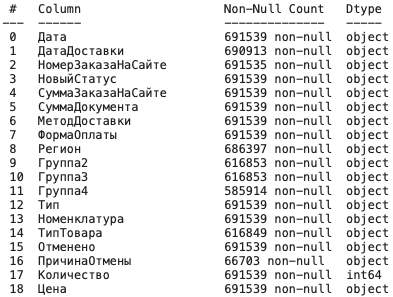 #   Column                Non-Null Count   Dtype
---  ------                --------------   -----
 0   Дата                  691539 non-null  object
 1   ДатаДоставки          690913 non-null  object
 2   НомерЗаказаНаСайте    691535 non-null  object
 3   НовыйСтатус           691539 non-null  object
 4   СуммаЗаказаНаСайте    691539 non-null  object
 5   СуммаДокумента        691539 non-null  object
 6   МетодДоставки         691539 non-null  object
 7   ФормаОплаты           691539 non-null  object
 8   Регион                686397 non-null  object
 9   Группа2               616853 non-null  object
 10  Группа3               616853 non-null  object
 11  Группа4               585914 non-null  object
 12  Тип                   691539 non-null  object
 13  Номенклатура          691539 non-null  object
 14  ТипТовара             616849 non-null  object
 15  Отменено              691539 non-null  object
 16  ПричинаОтмены         66703 non-null   object
 17  Количество            691539 non-null  int64
 18  Цена                  691539 non-null  object